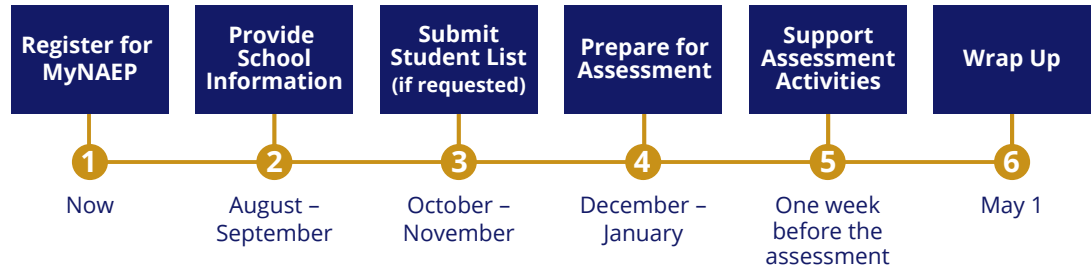 Register for
MyNAEP
Provide
School
Information
Submit
Student List
(if requested)
Prepare for
Assessment
Support
Assessment
Activities
Wrap Up
1
2
3
4
5
6
Now
August –
September
October –
November
December –
January
One week
before the
assessment
May 1